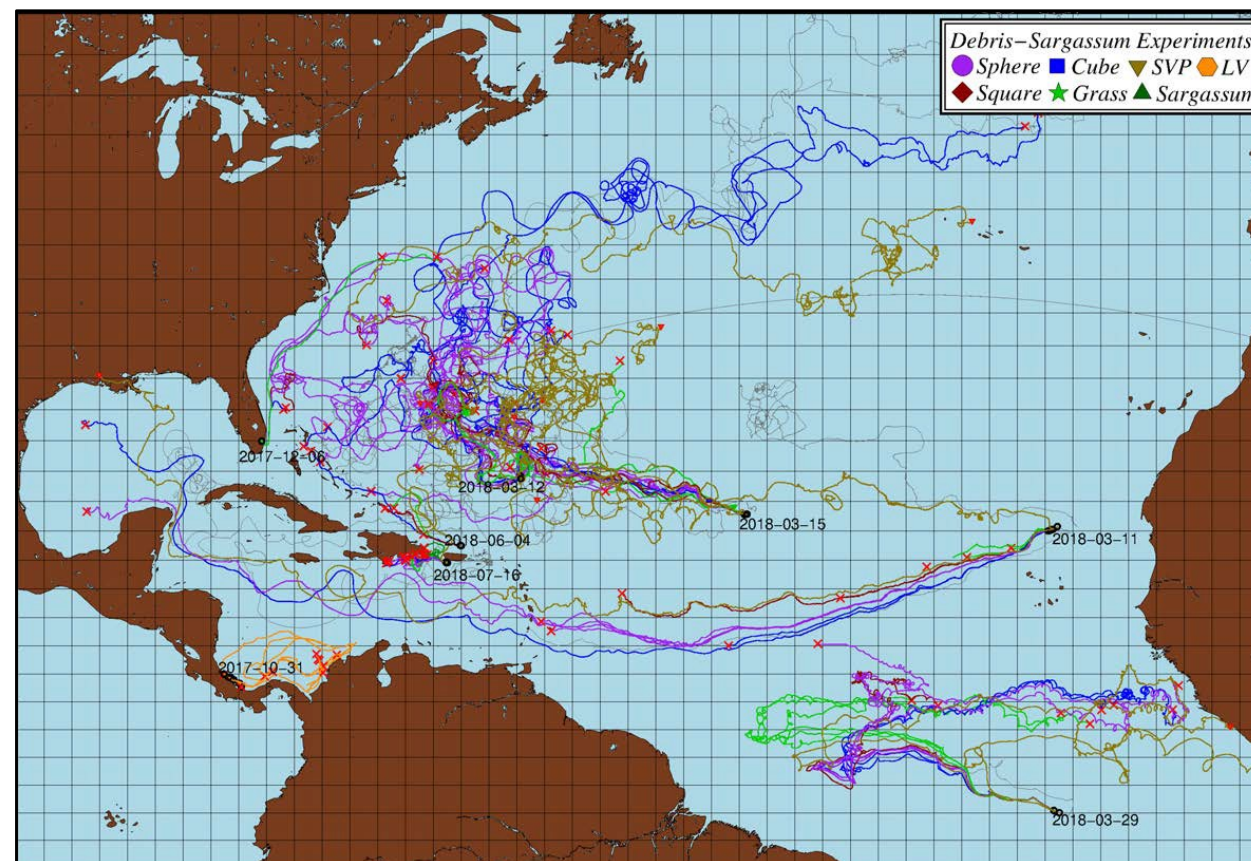 Debris-Sargassum Experiments
Sphere Cube SVP LV
Square Grass Sargassum
2017-12-06
2018-03-12
2018-03-15
2018-03-11
2018-06-04
2018-07-16
2017-10-31
2018-03-29